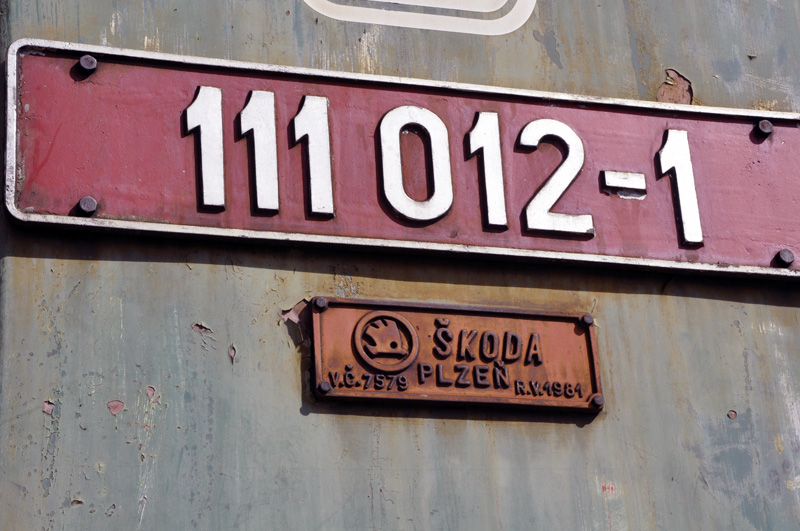 111 012-1
ŠKODA
V.Č.7579 PLZEŇ R.V.1981